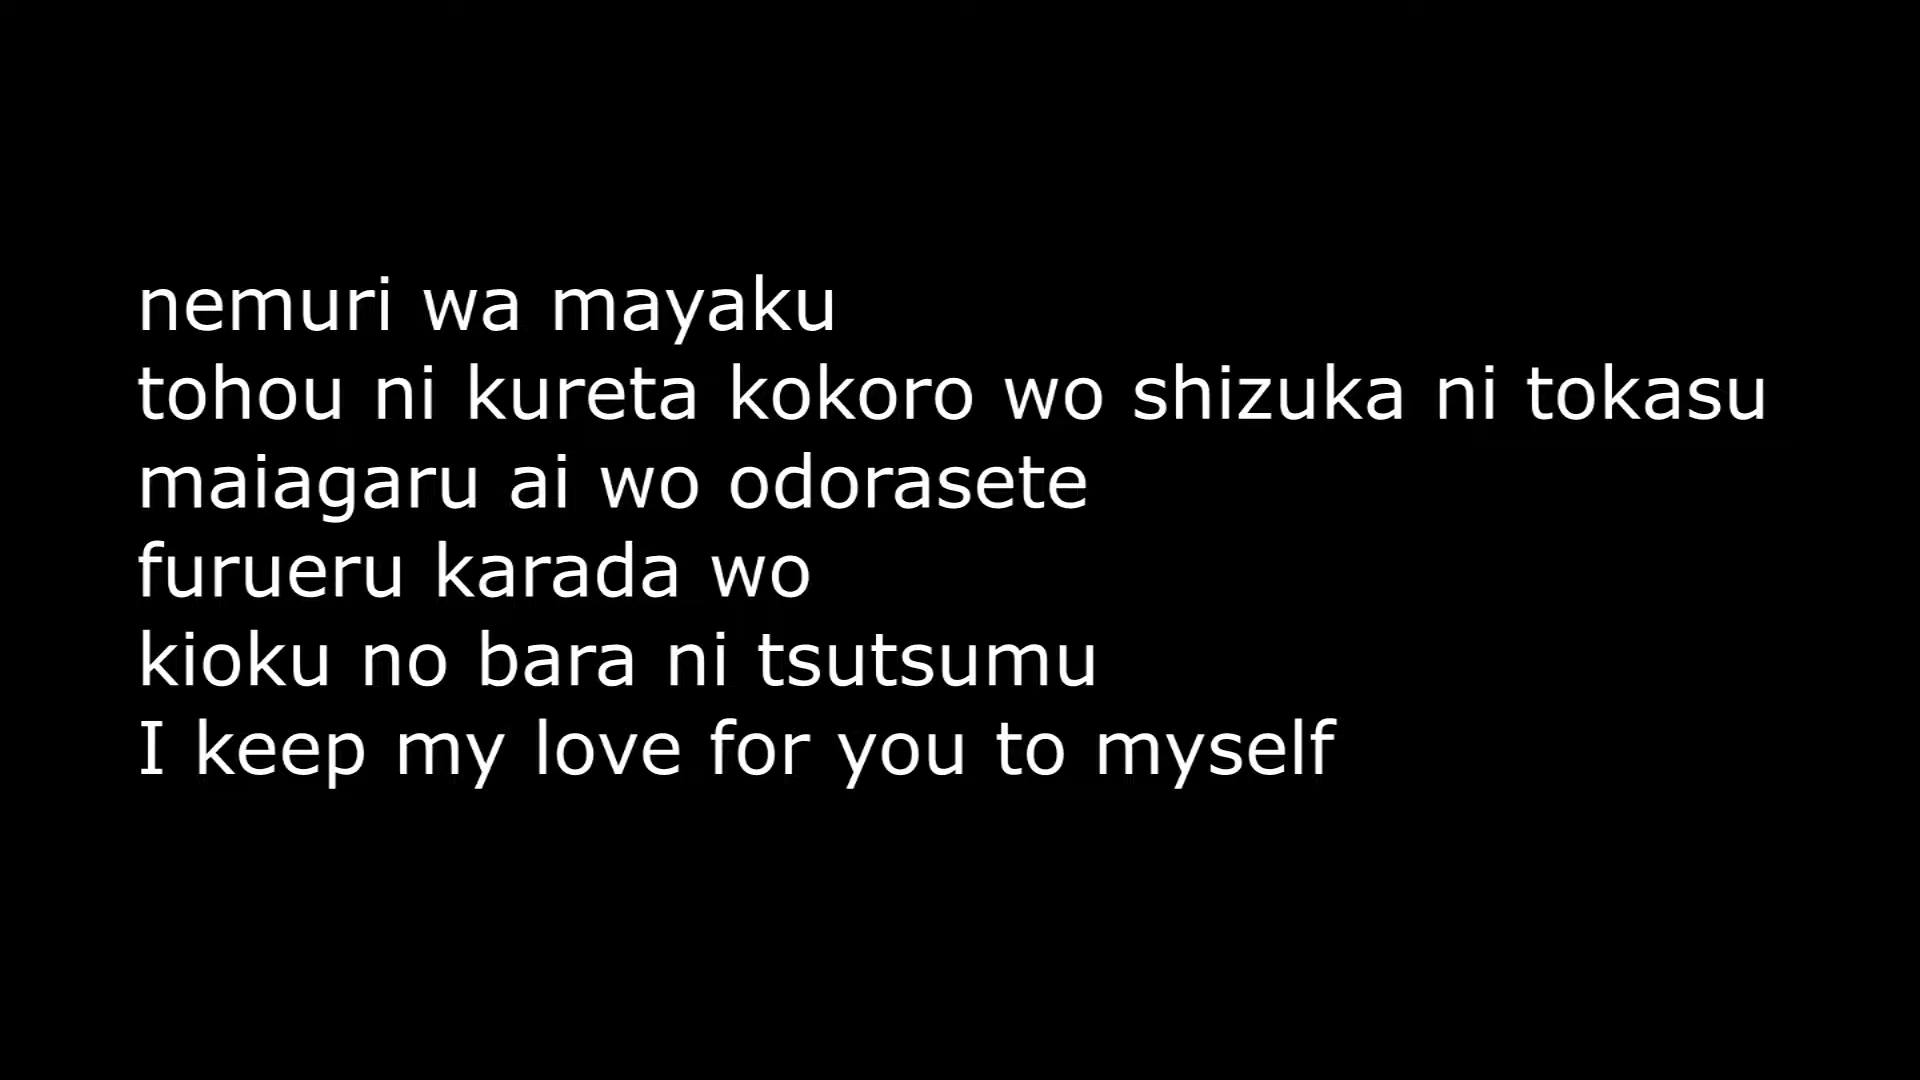 nemuri wa mayaku
tohou ni kureta kokoro wo shizuka ni tokasu
maiagaru ai wo odorasete
furueru karada wo
kioku no bara ni tsutsumu
I keep my love for you to myself